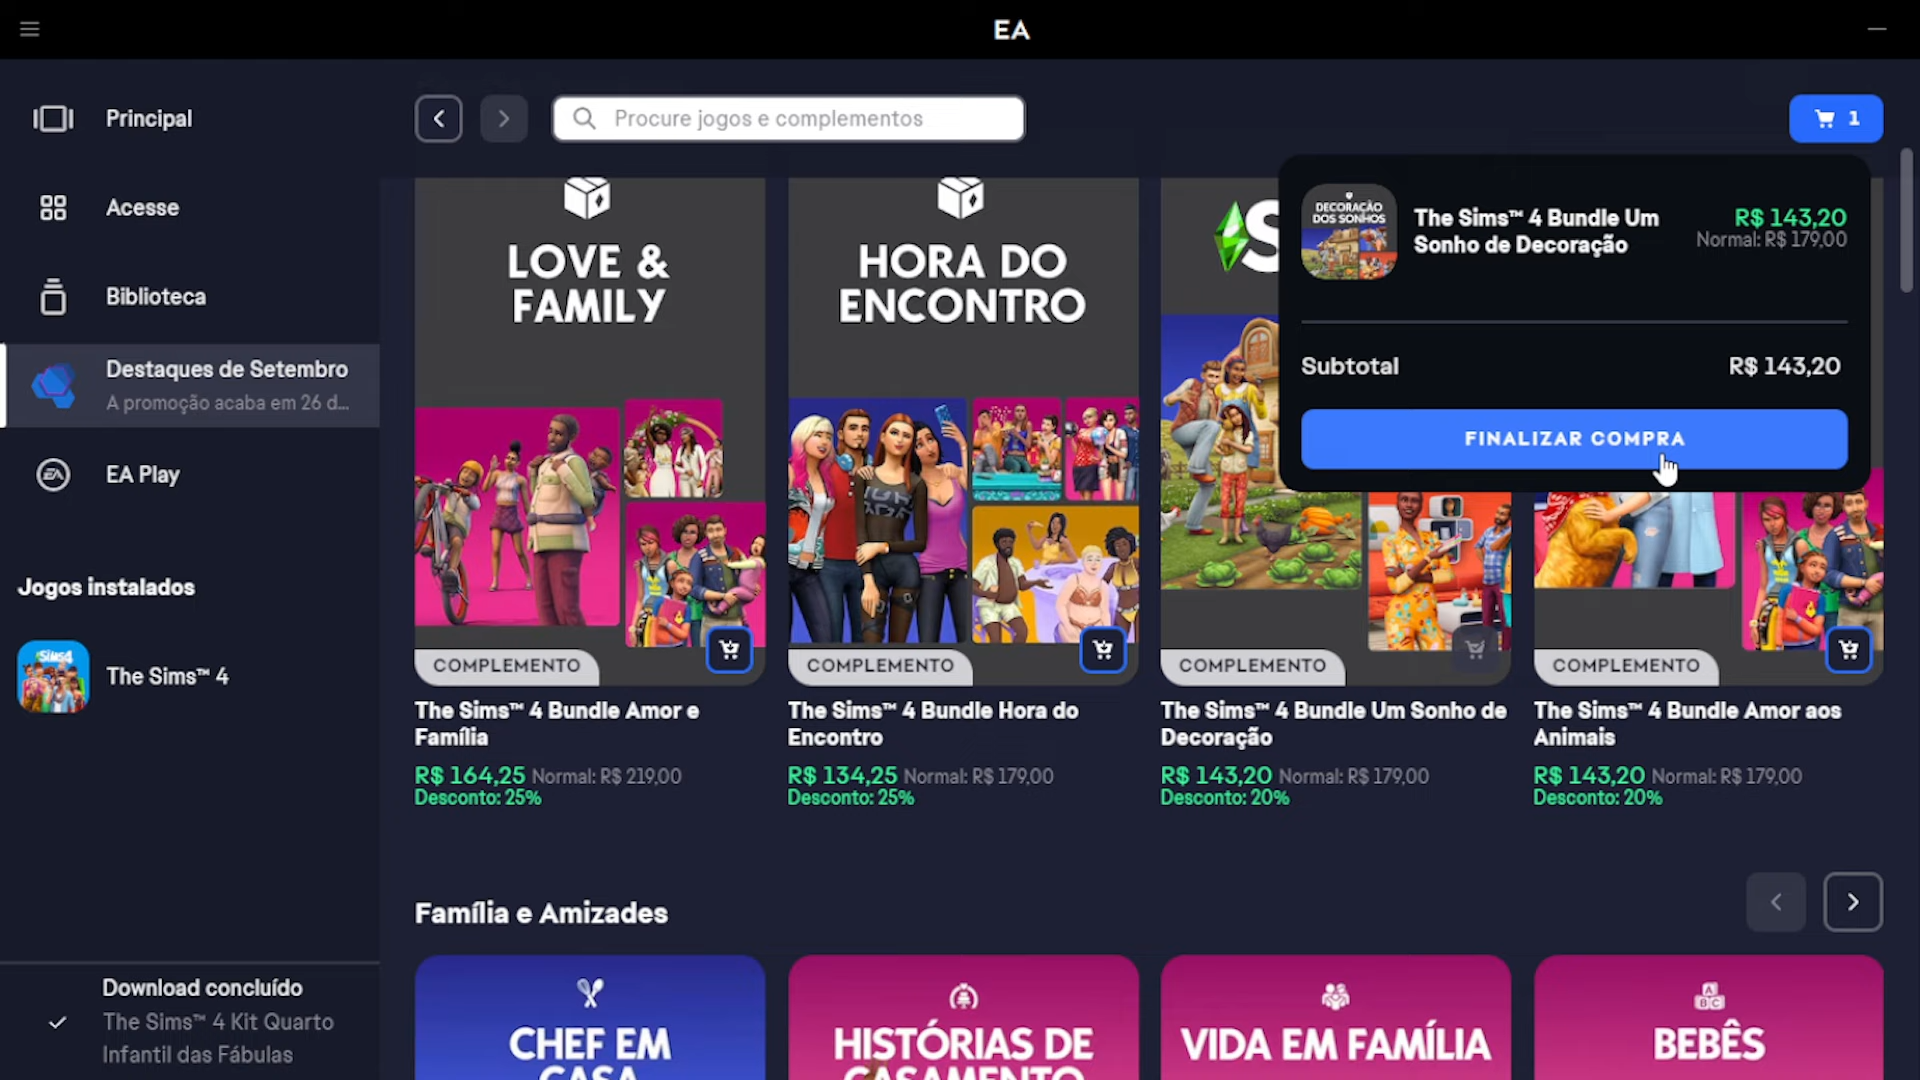 EA
Principal
Acesse
Biblioteca
Destaques de Setembro
A promoção acaba em 26 d...
EA Play
Jogos instalados
The Sims™ 4
Download concluído
The Sims™ 4 Kit Quarto
Infantil das Fábulas
Procure jogos e complementos
1
DECORAÇÃO
DOS SONHOS
The Sims™ 4 Bundle Um
Sonho de Decoração
R$ 143,20
Normal: R$ 179,00
Subtotal
R$ 143,20
FINALIZAR COMPRA
LOVE &
FAMILY
COMPLEMENTO
The Sims™ 4 Bundle Amor e
Família
R$ 164,25 Normal: R$ 219,00
Desconto: 25%
HORA DO
ENCONTRO
COMPLEMENTO
The Sims™ 4 Bundle Hora do
Encontro
R$ 134,25 Normal: R$ 179,00
Desconto: 25%
S
COMPLEMENTO
The Sims™ 4 Bundle Um Sonho de
Decoração
R$ 143,20 Normal: R$ 179,00
Desconto: 20%
COMPLEMENTO
The Sims™ 4 Bundle Amor aos
Animais
R$ 143,20 Normal: R$ 179,00
Desconto: 20%
Família e Amizades
CHEF EM
CASA
HISTÓRIAS DE
CASAMENTO
VIDA EM FAMÍLIA
ABC
BEBÊS